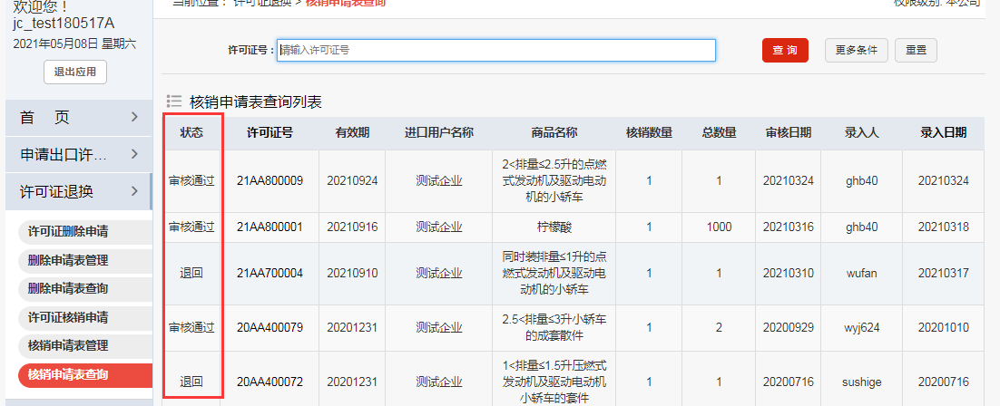 欢迎您！
jc_test180517A
2021年05月08日 星期六
退出应用
首 页
申请出口许...
许可证退换
许可证删除申请
删除申请表管理
删除申请表查询
许可证核销申请
核销申请表管理
核销申请表查询
当前位置： 许可证退换 > 核销申请表查询
权限级别: 本公司
许可证号： 请输入许可证号 查 询 更多条件 重置
核销申请表查询列表
状态 许可证号 有效期 进口用户名称 商品名称 核销数量 总数量 审核日期 录入人 录入日期
审核通过 21AA800009 20210924 测试企业 2<排量≤2.5升的点燃
式发动机及驱动电动
机的小轿车 1 1 20210324 ghb40 20210324
审核通过 21AA800001 20210916 测试企业 柠檬酸 1 1000 20210316 ghb40 20210318
退回 21AA700004 20210910 测试企业 同时装排量≤1升的点
燃式发动机及驱动电
动机的小轿车 1 1 20210310 wufan 20210317
审核通过 20AA400079 20201231 测试企业 2.5<排量≤3升小轿车
的成套散件 1 2 20200929 wyj624 20201010
退回 20AA400072 20201231 测试企业 1<排量≤1.5升压燃式
发动机及驱动电动机
小轿车的套件 1 1 20200716 sushige 20200716